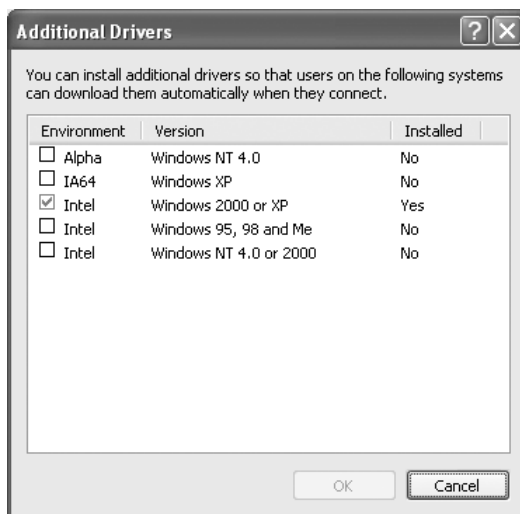 Additional Drivers
You can install additional drivers so that users on the following systems
can download them automatically when they connect.
Environment Version Installed
Alpha Windows NT 4.0 No
IA64 Windows XP No
Intel Windows 2000 or XP Yes
Intel Windows 95, 98 and Me No
Intel Windows NT 4.0 or 2000 No
OK Cancel